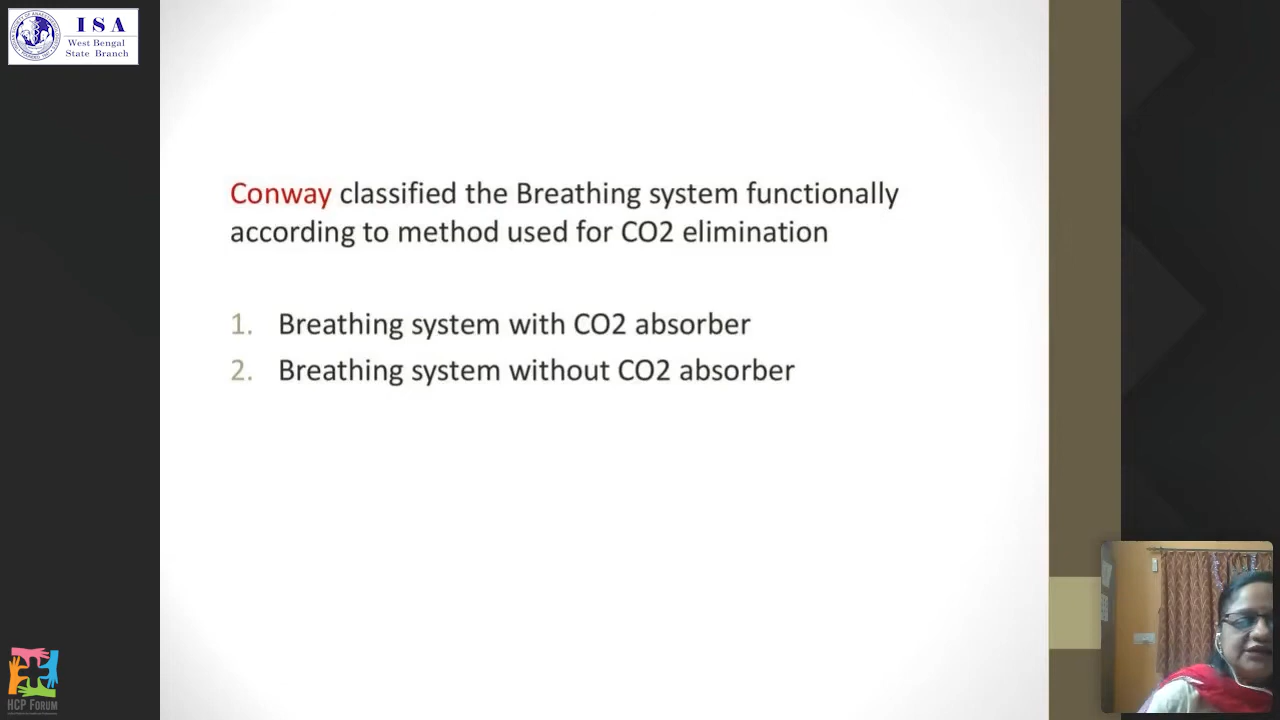 I S A
West Bengal
State Branch
Conway classified the Breathing system functionally
according to method used for CO2 elimination
1. Breathing system with CO2 absorber
2. Breathing system without CO2 absorber
HCP FORUM